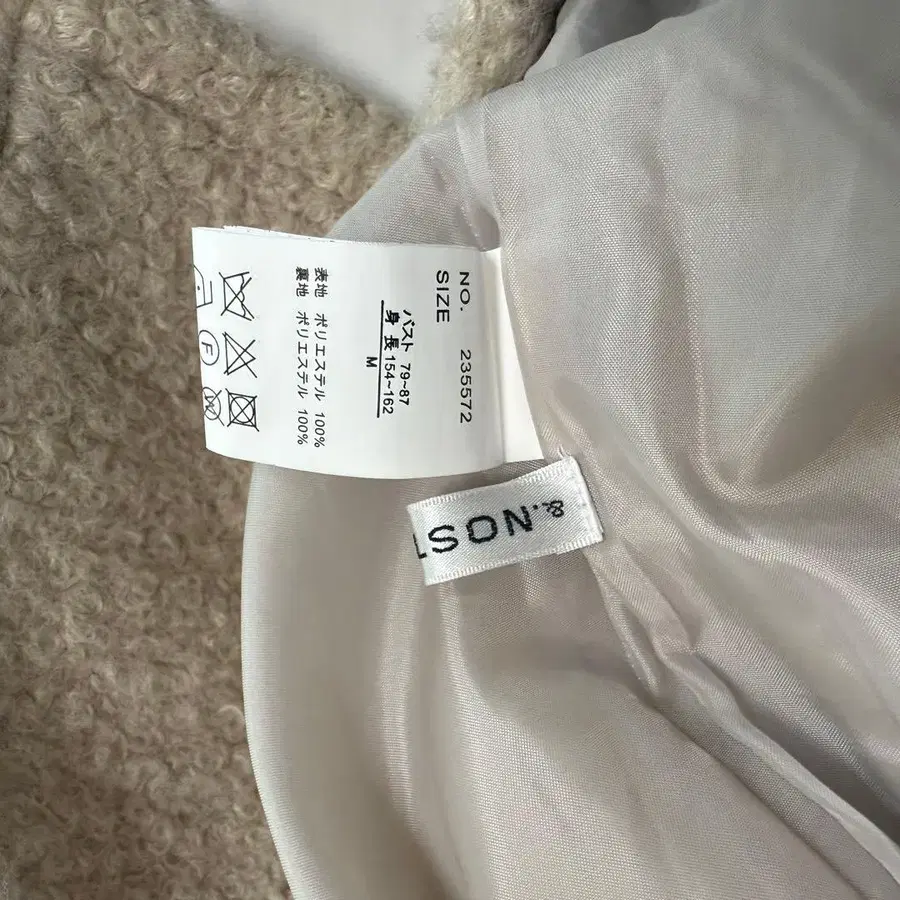 NO. 235572
SIZE
バスト 79~87
身長 154~162
M
表地 ポリエステル 100%
裏地 ポリエステル 100%
F
&.NOS